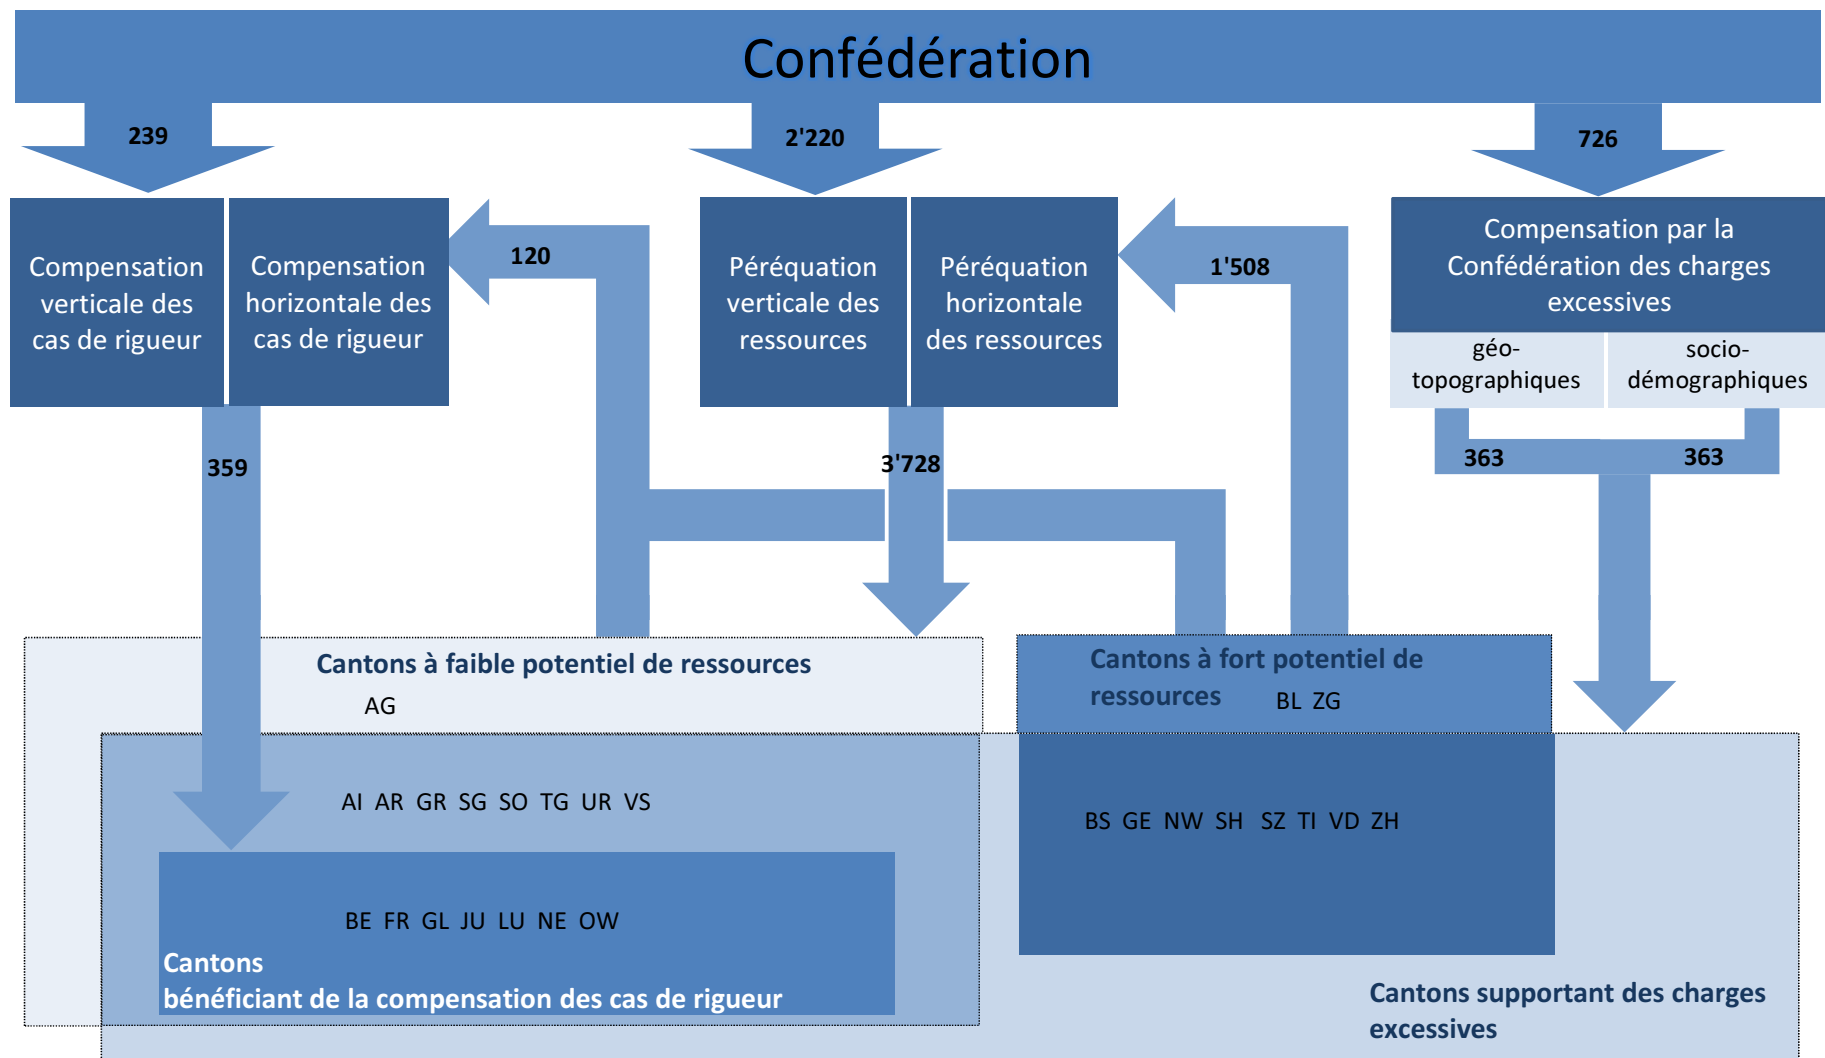 Confédération
239
2'220
726
Compensation
verticale des
cas de rigueur
Compensation
horizontale des
cas de rigueur
120
Péréquation
verticale des
ressources
Péréquation
horizontale
des ressources
1'508
Compensation par la
Confédération des charges
excessives
géo-
topographiques
socio-
démographiques
359
3'728
363
363
Cantons à faible potentiel de ressources
AG
Cantons à fort potentiel de
ressources
BL ZG
AI AR GR SG SO TG UR VS
BS GE NW SH SZ TI VD ZH
BE FR GL JU LU NE OW
Cantons
bénéficiant de la compensation des cas de rigueur
Cantons supportant des charges
excessives